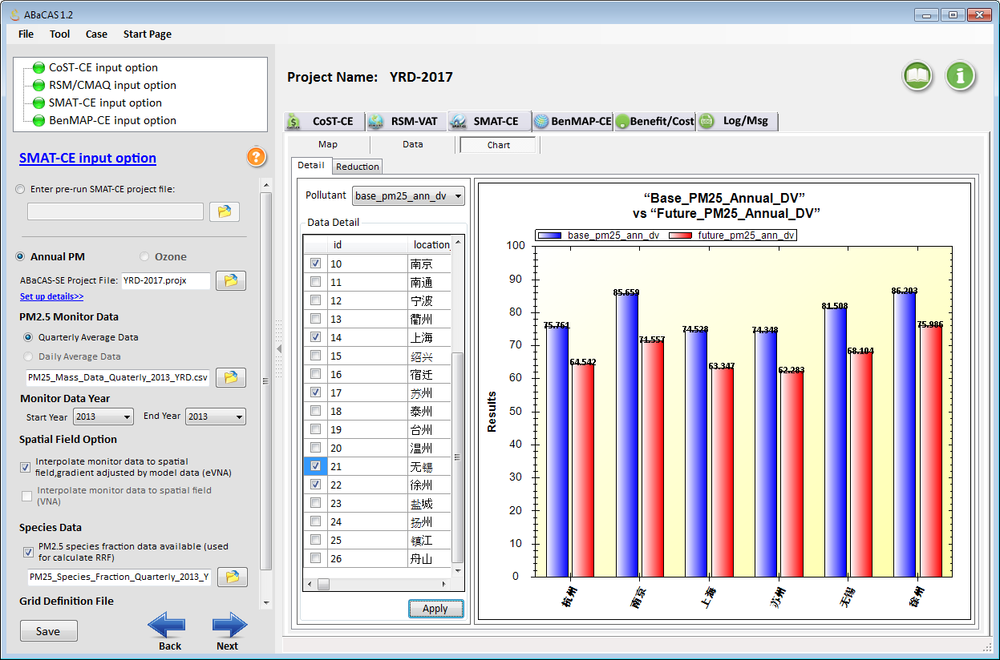 ABaCAS 1.2
File Tool Case Start Page
CoST-CE input option
RSM/CMAQ input option
SMAT-CE input option
BenMAP-CE input option
SMAT-CE input option
?
Enter pre-run SMAT-CE project file:
Annual PM Ozone
ABaCAS-SE Project File: YRD-2017.projx
Set up details>>
PM2.5 Monitor Data
Quarterly Average Data
Daily Average Data
PM25_Mass_Data_Quaterly_2013_YRD.csv
Monitor Data Year
Start Year 2013 End Year 2013
Spatial Field Option
Interpolate monitor data to spatial
field,gradient adjusted by model data (eVNA)
Interpolate monitor data to spatial field
(VNA)
Species Data
PM2.5 species fraction data available (used
for calculate RRF)
PM25_Species_Fraction_Quarterly_2013_Y
Grid Definition File
Save Back Next
Project Name: YRD-2017
CoST-CE RSM-VAT SMAT-CE BenMAP-CE Benefit/Cost Log/Msg
Map Data Chart
Detail Reduction
Pollutant base_pm25_ann_dv
Data Detail
id location_
10 南京
11 南通
12 宁波
13 衢州
14 上海
15 绍兴
16 宿迁
17 苏州
18 泰州
19 台州
20 温州
21 无锡
22 徐州
23 盐城
24 扬州
25 镇江
26 舟山
Apply
“Base_PM25_Annual_DV”
vs “Future_PM25_Annual_DV”
base_pm25_ann_dv future_pm25_ann_dv
Results
100
90
80
70
60
50
40
30
20
10
0
75.761 64.542
85.659 71.557
74.528 63.347
74.348 62.283
81.508 68.104
86.203 75.986
杭州 南京 上海 苏州 无锡 徐州